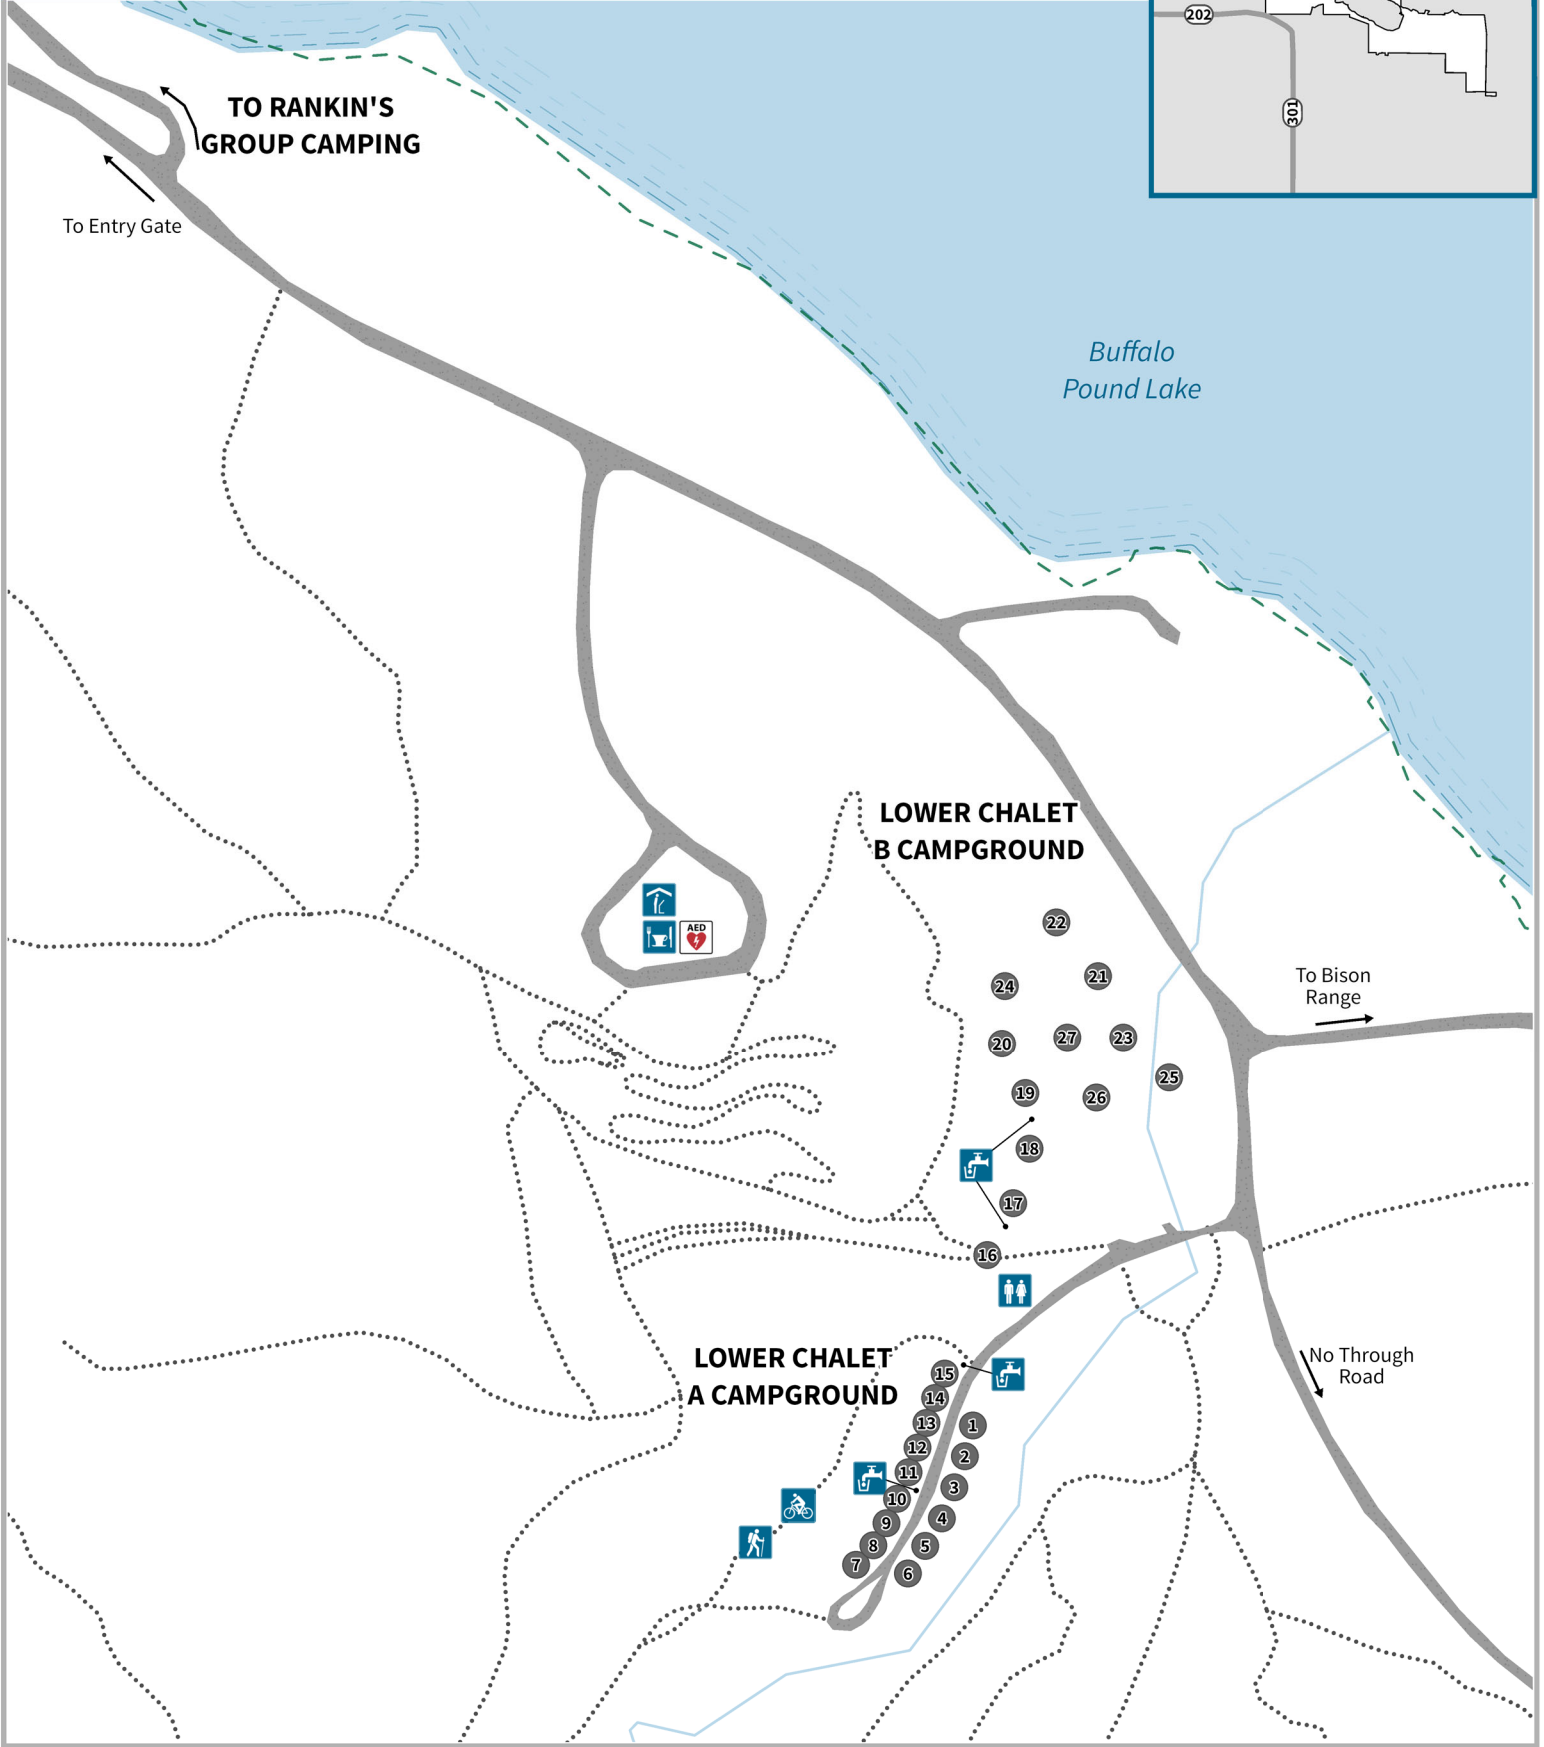 202
301
TO RANKIN'S
GROUP CAMPING
To Entry Gate
Buffalo
Pound Lake
LOWER CHALET
B CAMPGROUND
AED
22
24
21
20
27
23
25
19
26
18
17
16
To Bison
Range
LOWER CHALET
A CAMPGROUND
No Through
Road
15
14
13
1
12
2
11
3
10
4
9
5
8
7
6